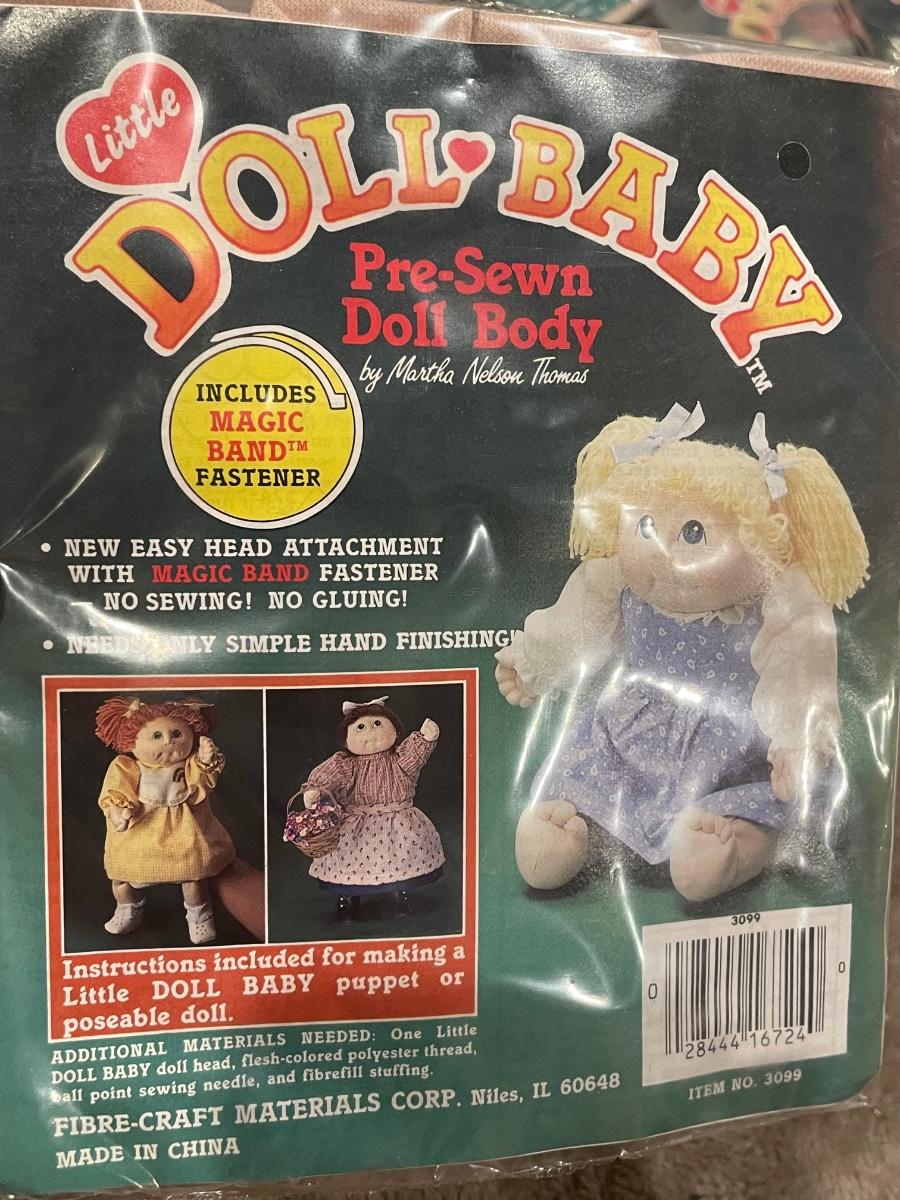 Little
DOLL BABY™
Pre-Sewn
Doll Body
by Martha Nelson Thomas
INCLUDES
MAGIC
BAND™
FASTENER
• NEW EASY HEAD ATTACHMENT
WITH MAGIC BAND FASTENER
— NO SEWING! NO GLUING!
• NEEDS ONLY SIMPLE HAND FINISHING!
Instructions included for making a
Little DOLL BABY puppet or
poseable doll.
ADDITIONAL MATERIALS NEEDED: One Little
DOLL BABY doll head, flesh-colored polyester thread,
ball point sewing needle, and fibrefill stuffing.
FIBRE-CRAFT MATERIALS CORP. Niles, IL 60648
MADE IN CHINA
3099
0 28444 16724 0
ITEM NO. 3099